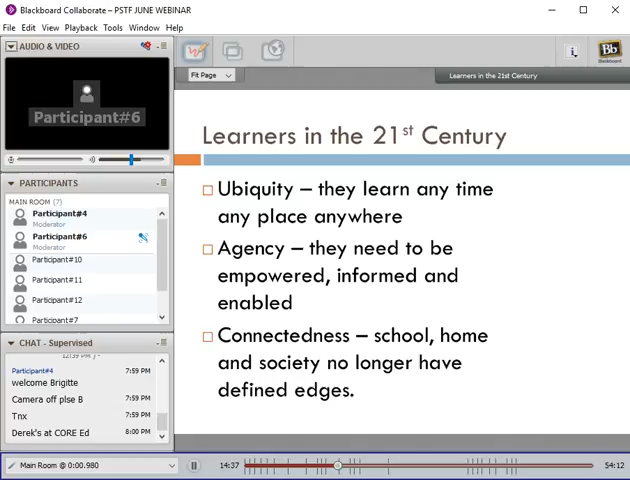 Blackboard Collaborate – PSTF JUNE WEBINAR
File Edit View Playback Tools Window Help
AUDIO & VIDEO
Participant#6
PARTICIPANTS
MAIN ROOM (7)
Participant#4
Moderator
Participant#6
Moderator
Participant#10
Participant#11
Participant#12
Participant#7
CHAT - Supervised
Participant#4 7:59 PM
welcome Brigitte
Camera off plse B 7:59 PM
Tnx 7:59 PM
Derek's at CORE Ed 8:00 PM
Main Room @ 0:00.980
Bb
Blackboard
Fit Page
Learners in the 21st Century
Learners in the 21st Century
Ubiquity – they learn any time
any place anywhere
Agency – they need to be
empowered, informed and
enabled
Connectedness – school, home
and society no longer have
defined edges.
14:37
54:12